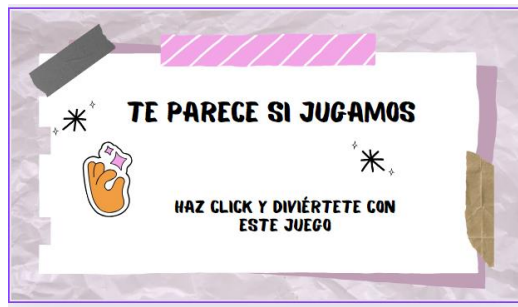 TE PARECE SI JUGAMOS
HAZ CLICK Y DIVIÉRTETE CON
ESTE JUEGO